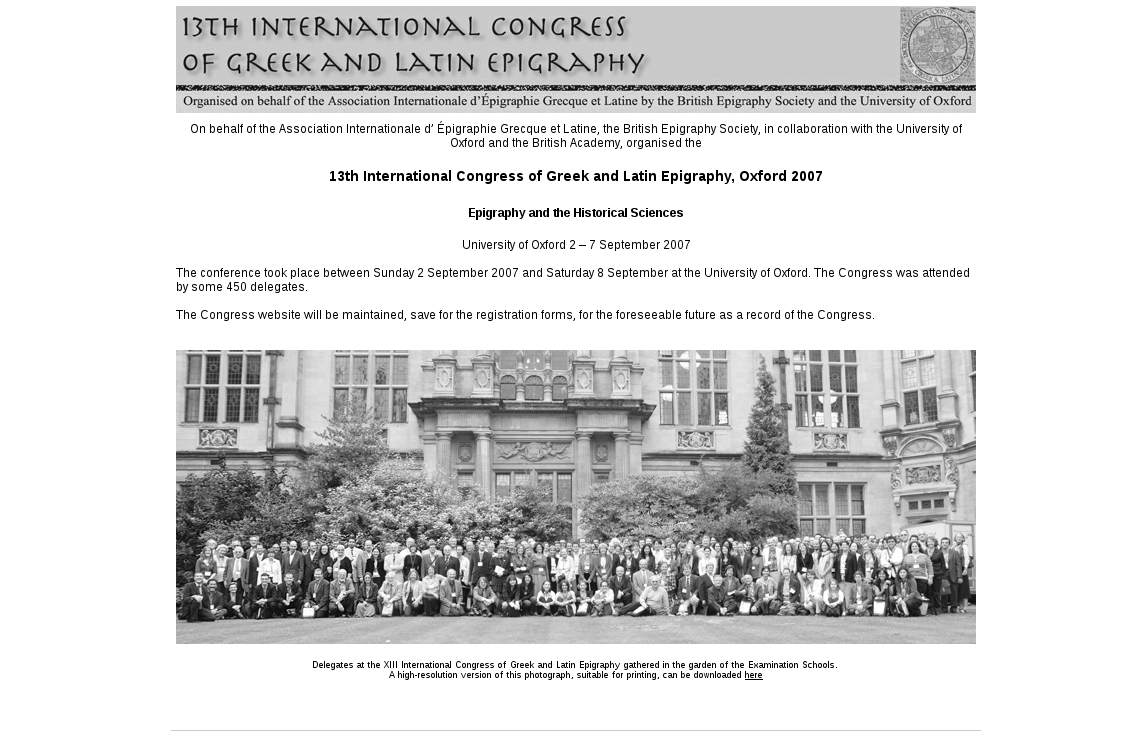 13TH INTERNATIONAL CONGRESS
OF GREEK AND LATIN EPIGRAPHY
Organised on behalf of the Association Internationale d'Épigraphie Grecque et Latine by the British Epigraphy Society and the University of Oxford
On behalf of the Association Internationale d’ Épigraphie Grecque et Latine, the British Epigraphy Society, in collaboration with the University of
Oxford and the British Academy, organised the
13th International Congress of Greek and Latin Epigraphy, Oxford 2007
Epigraphy and the Historical Sciences
University of Oxford 2 – 7 September 2007
The conference took place between Sunday 2 September 2007 and Saturday 8 September at the University of Oxford. The Congress was attended
by some 450 delegates.
The Congress website will be maintained, save for the registration forms, for the foreseeable future as a record of the Congress.
Delegates at the XIII International Congress of Greek and Latin Epigraphy gathered in the garden of the Examination Schools.
A high-resolution version of this photograph, suitable for printing, can be downloaded here